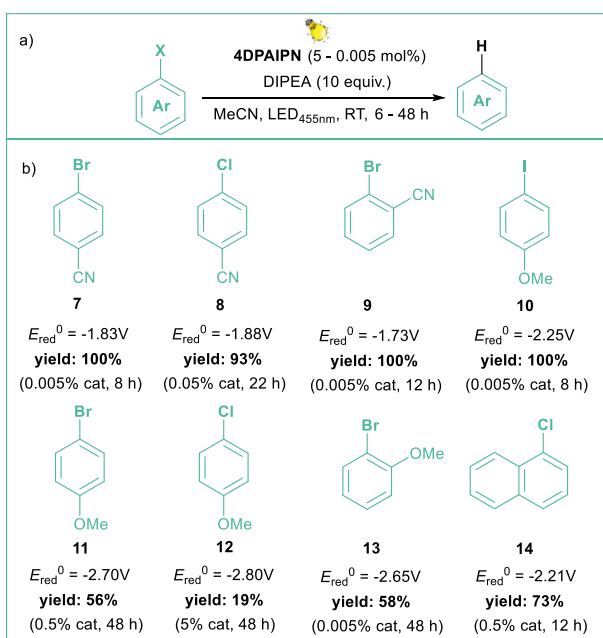 a)
X
Ar
4DPAIPN (5 - 0.005 mol%)
DIPEA (10 equiv.)
MeCN, LED455nm, RT, 6 - 48 h
H
Ar
b)
Br
CN
7
Ered0 = -1.83V
yield: 100%
(0.005% cat, 8 h)
Cl
CN
8
Ered0 = -1.88V
yield: 93%
(0.05% cat, 22 h)
Br
CN
9
Ered0 = -1.73V
yield: 100%
(0.005% cat, 12 h)
I
OMe
10
Ered0 = -2.25V
yield: 100%
(0.005% cat, 8 h)
Br
OMe
11
Ered0 = -2.70V
yield: 56%
(0.5% cat, 48 h)
Cl
OMe
12
Ered0 = -2.80V
yield: 19%
(5% cat, 48 h)
Br
OMe
13
Ered0 = -2.65V
yield: 58%
(0.005% cat, 48 h)
Cl
14
Ered0 = -2.21V
yield: 73%
(0.5% cat, 12 h)